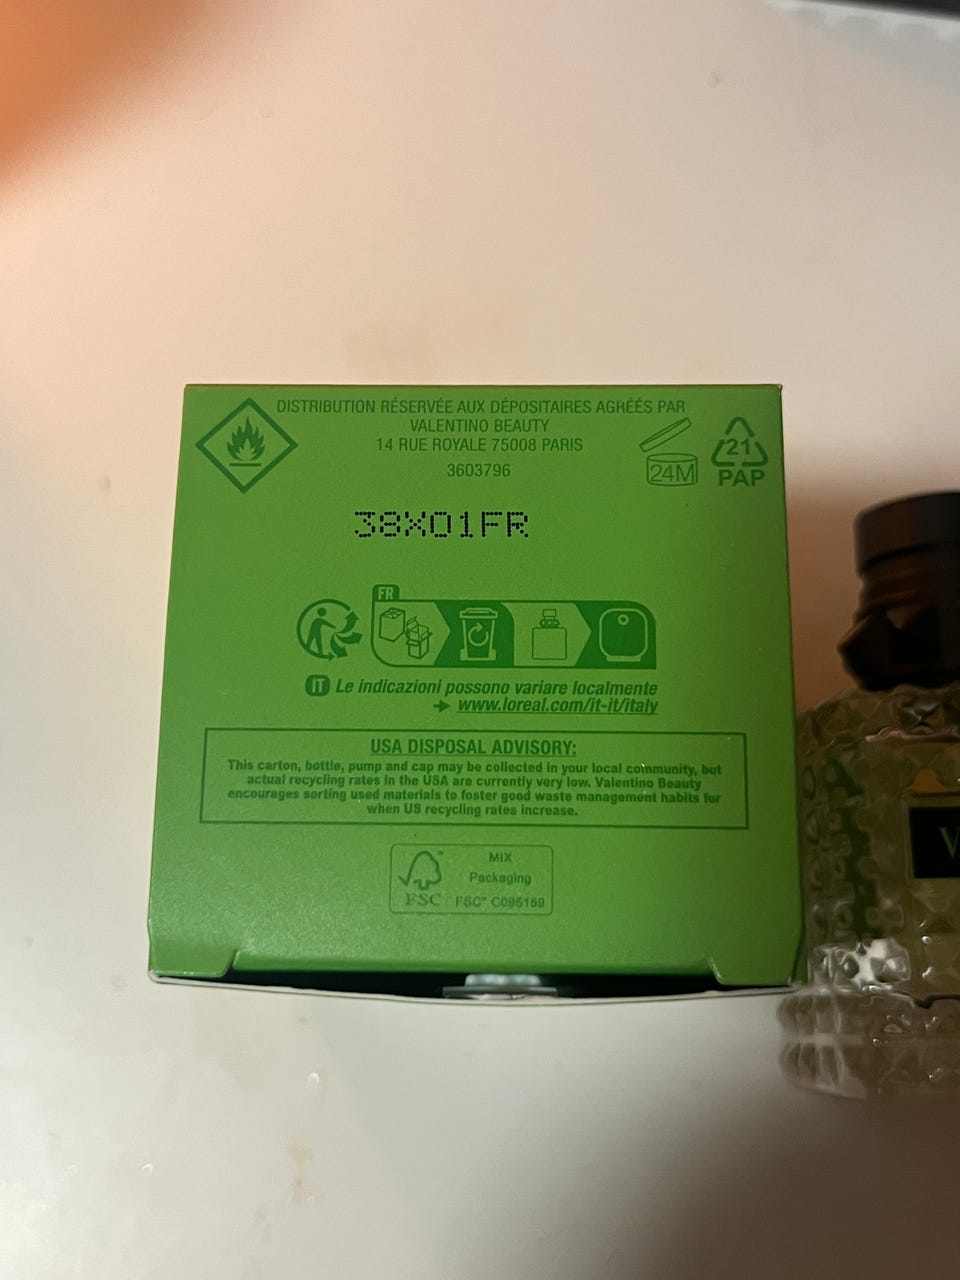 DISTRIBUTION RÉSERVÉE AUX DÉPOSITAIRES AGRÉÉS PAR
VALENTINO BEAUTY
14 RUE ROYALE 75008 PARIS
3603796
24M
21
PAP
38X01FR
FR
IT Le indicazioni possono variare localmente
www.loreal.com/it-it/italy
USA DISPOSAL ADVISORY:
This carton, bottle, pump and cap may be collected in your local community, but
actual recycling rates in the USA are currently very low. Valentino Beauty
encourages sorting used materials to foster good waste management habits for
when US recycling rates increase.
FSC™
MIX
Packaging
FSC™ C095159
V